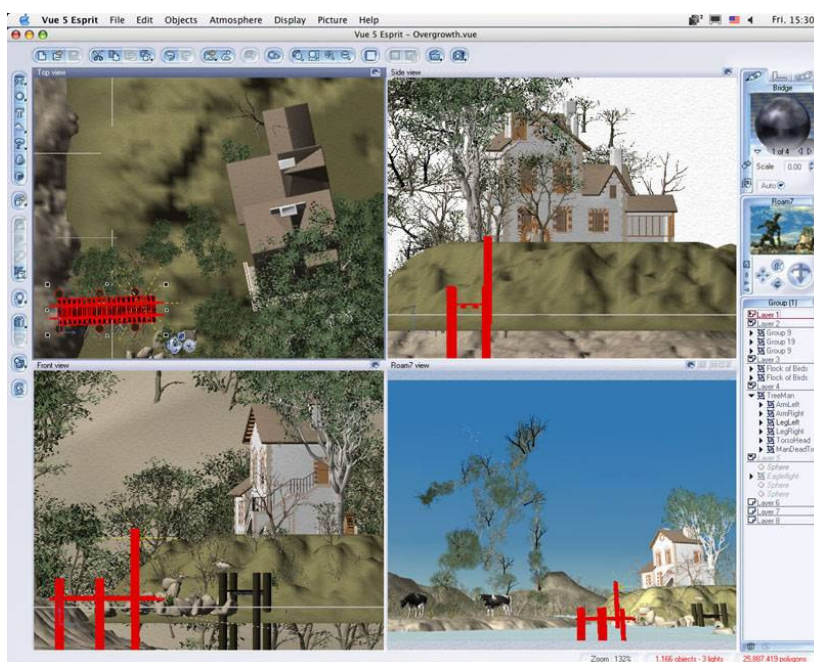 Vue 5 Esprit File Edit Objects Atmosphere Display Picture Help Fri, 15:30
Vue 5 Esprit - Overgrowth.vue
Top view
Side view
Bridge
1 of 4
Scale 0.00
Auto
Roam7
Front view
Roam7 view
Group (1)
Layer 1
Layer 2
Group 9
Group 19
Group 9
Layer 3
Flock of Birds
Flock of Birds
Layer 4
TreeMan
ArmLeft
ArmRight
LegLeft
LegRight
TorsoHead
ManDeadTr
Layer 5
Sphere
Eagleflight
Sphere
Sphere
Layer 6
Layer 7
Layer 8
Zoom : 132% 1,166 objects - 3 lights 25,887,419 polygons